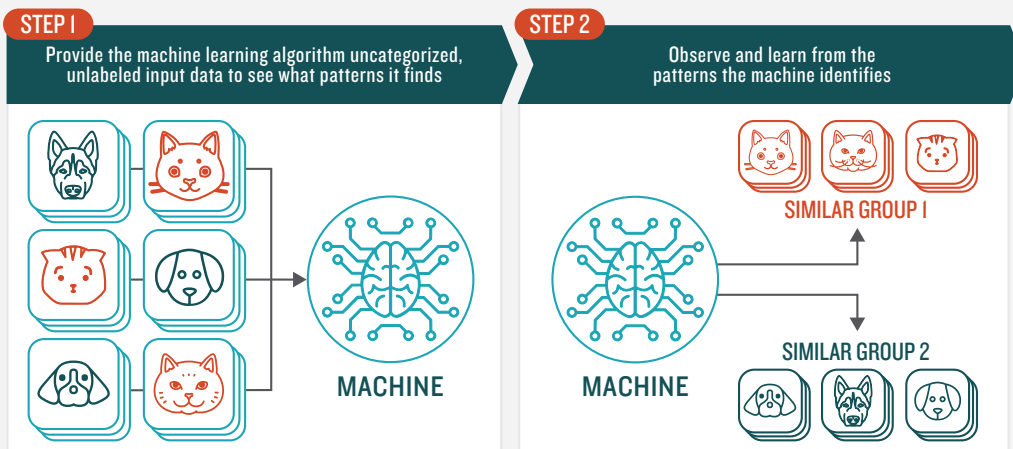 STEP 1
Provide the machine learning algorithm uncategorized,
unlabeled input data to see what patterns it finds
MACHINE
STEP 2
Observe and learn from the
patterns the machine identifies
SIMILAR GROUP 1
MACHINE
SIMILAR GROUP 2